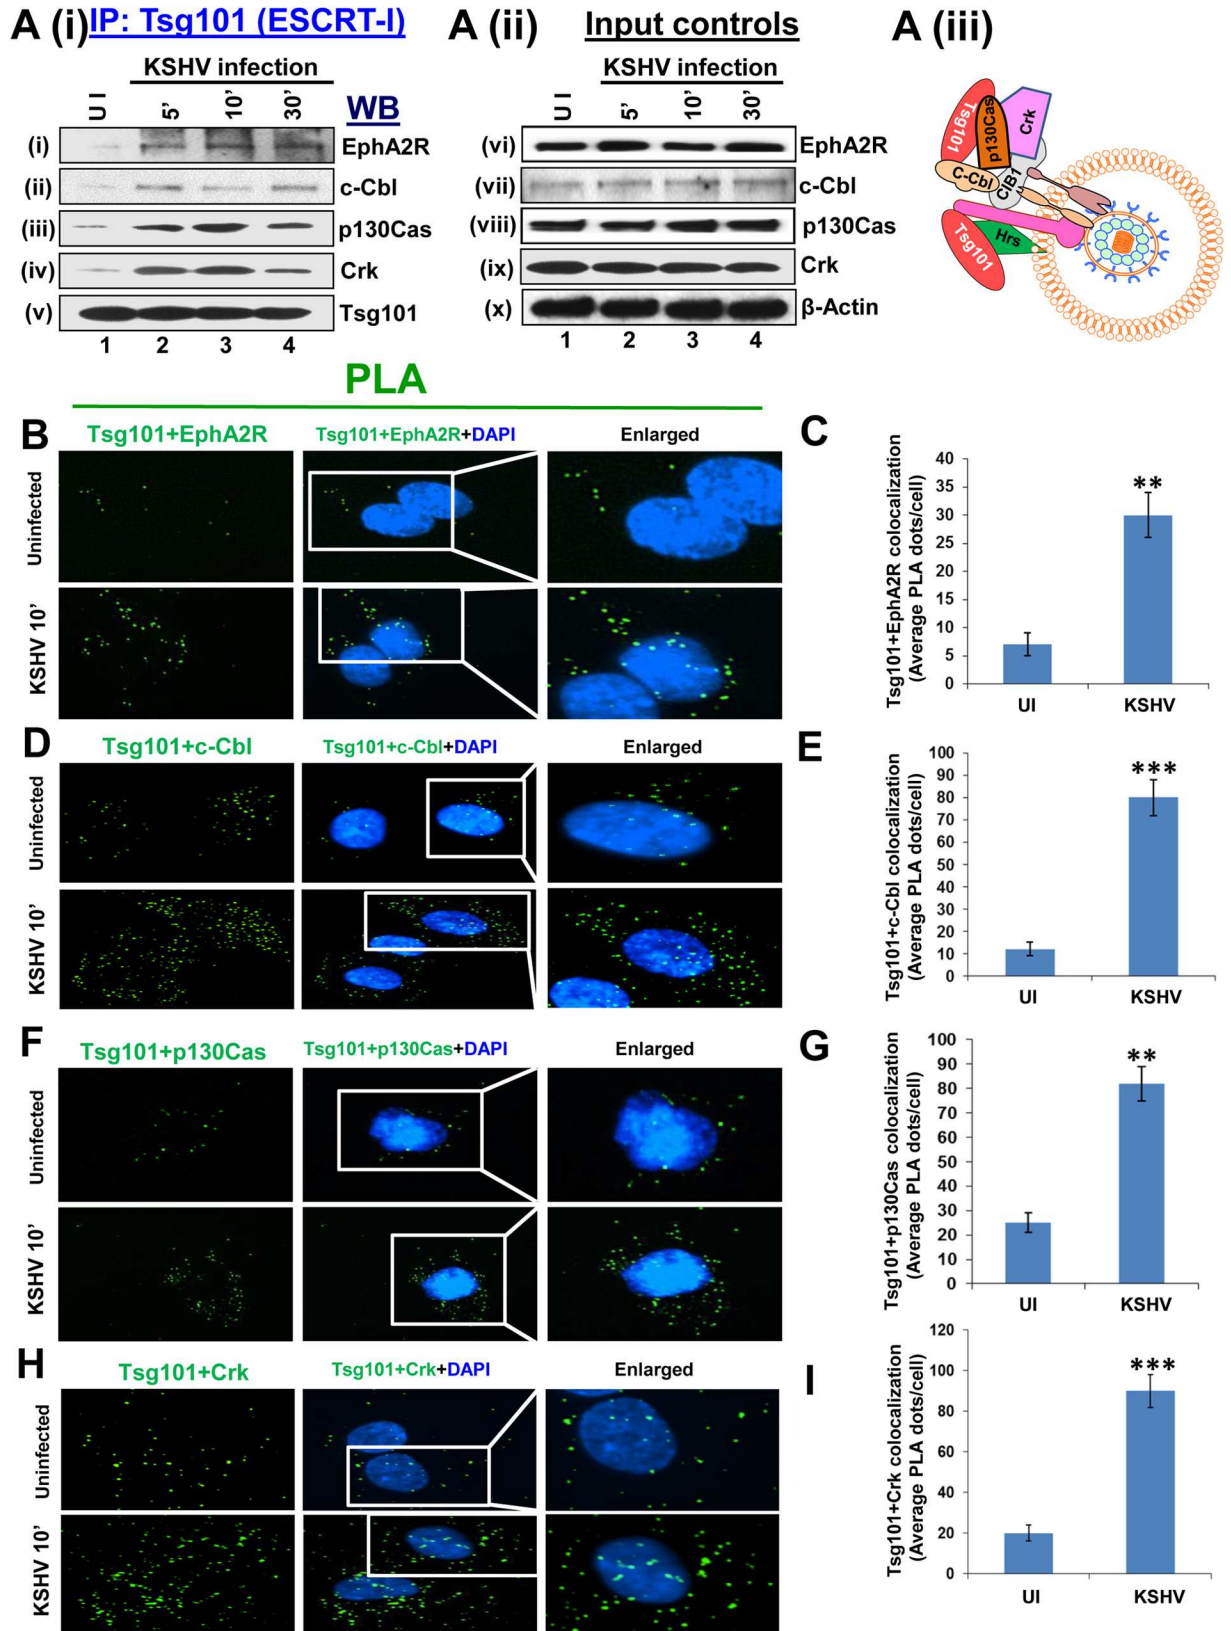 A (i) IP: Tsg101 (ESCRT-I)
KSHV infection
U I 5' 10' 30' WB
(i) EphA2R
(ii) c-Cbl
(iii) p130Cas
(iv) Crk
(v) Tsg101
1 2 3 4
A (ii) Input controls
KSHV infection
U I 5' 10' 30'
(vi) EphA2R
(vii) c-Cbl
(viii) p130Cas
(ix) Crk
(x) β-Actin
1 2 3 4
A (iii)
Tsg101
p130Cas
Crk
C-Cbl
CIB1
Tsg101
Hrs
PLA
B
Tsg101+EphA2R Tsg101+EphA2R+DAPI Enlarged
Uninfected
KSHV 10'
C
Tsg101+EphA2R colocalization
(Average PLA dots/cell)
40
35
30
25
20
15
10
5
0
**
UI KSHV
D
Tsg101+c-Cbl Tsg101+c-Cbl+DAPI Enlarged
Uninfected
KSHV 10'
E
Tsg101+c-Cbl colocalization
(Average PLA dots/cell)
100
90
80
70
60
50
40
30
20
10
0
***
UI KSHV
F
Tsg101+p130Cas Tsg101+p130Cas+DAPI Enlarged
Uninfected
KSHV 10'
G
Tsg101+p130Cas colocalization
(Average PLA dots/cell)
100
90
80
70
60
50
40
30
20
10
0
**
UI KSHV
H
Tsg101+Crk Tsg101+Crk+DAPI Enlarged
Uninfected
KSHV 10'
I
Tsg101+Crk colocalization
(Average PLA dots/cell)
120
100
80
60
40
20
0
***
UI KSHV